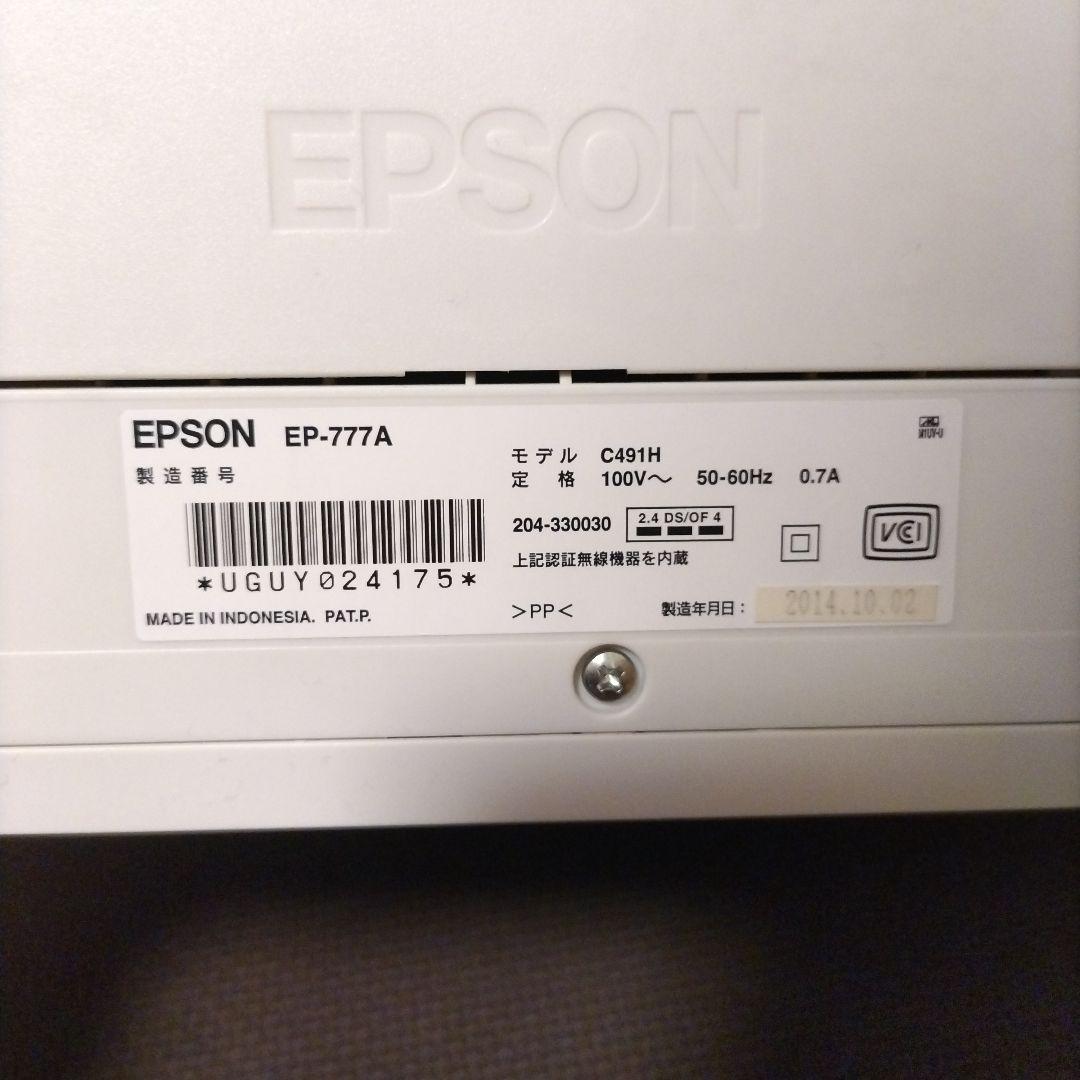 EPSON
EPSON EP-777A
製造番号
*UGUY024175*
MADE IN INDONESIA. PAT.P.
モデル C491H
定格 100V～ 50-60Hz 0.7A
204-330030 2.4 DS/OF 4
上記認証無線機器を内蔵
>PP<
製造年月日: 2014.10.02
VCCI